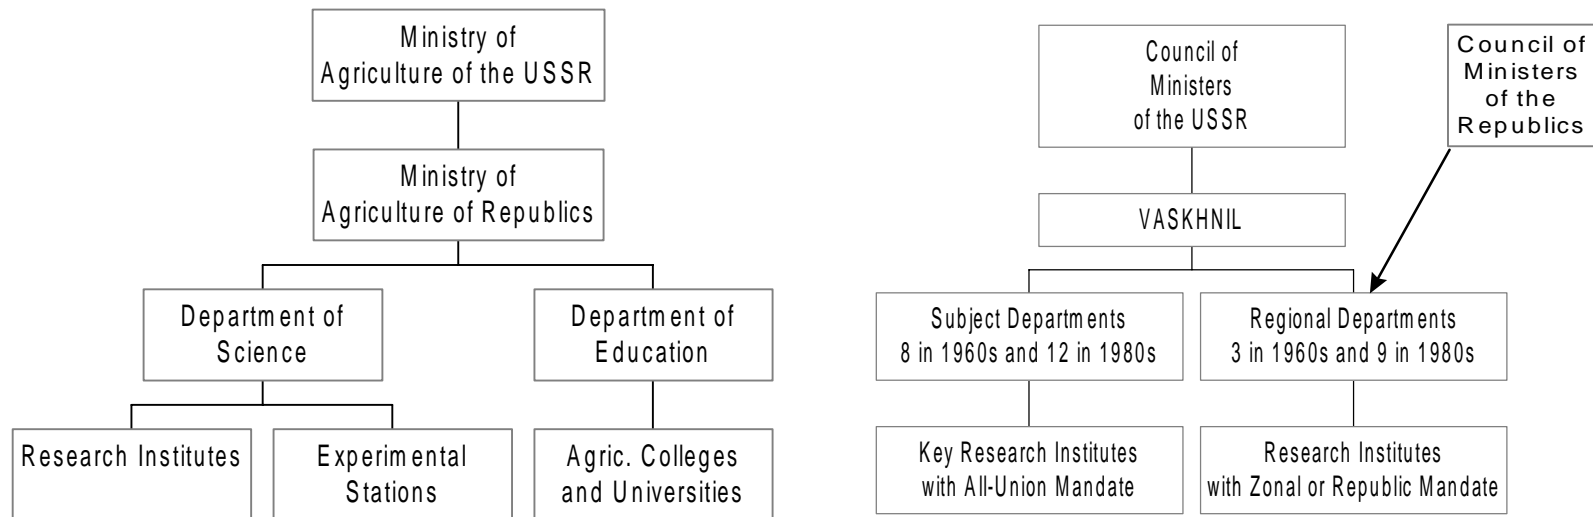 Ministry of
Agriculture of the USSR
Ministry of
Agriculture of Republics
Department of
Science
Department of
Education
Research Institutes
Experimental
Stations
Agric. Colleges
and Universities
Council of
Ministers
of the USSR
Council of
Ministers
of the
Republics
VASKHNIL
Subject Departments
8 in 1960s and 12 in 1980s
Regional Departments
3 in 1960s and 9 in 1980s
Key Research Institutes
with All-Union Mandate
Research Institutes
with Zonal or Republic Mandate